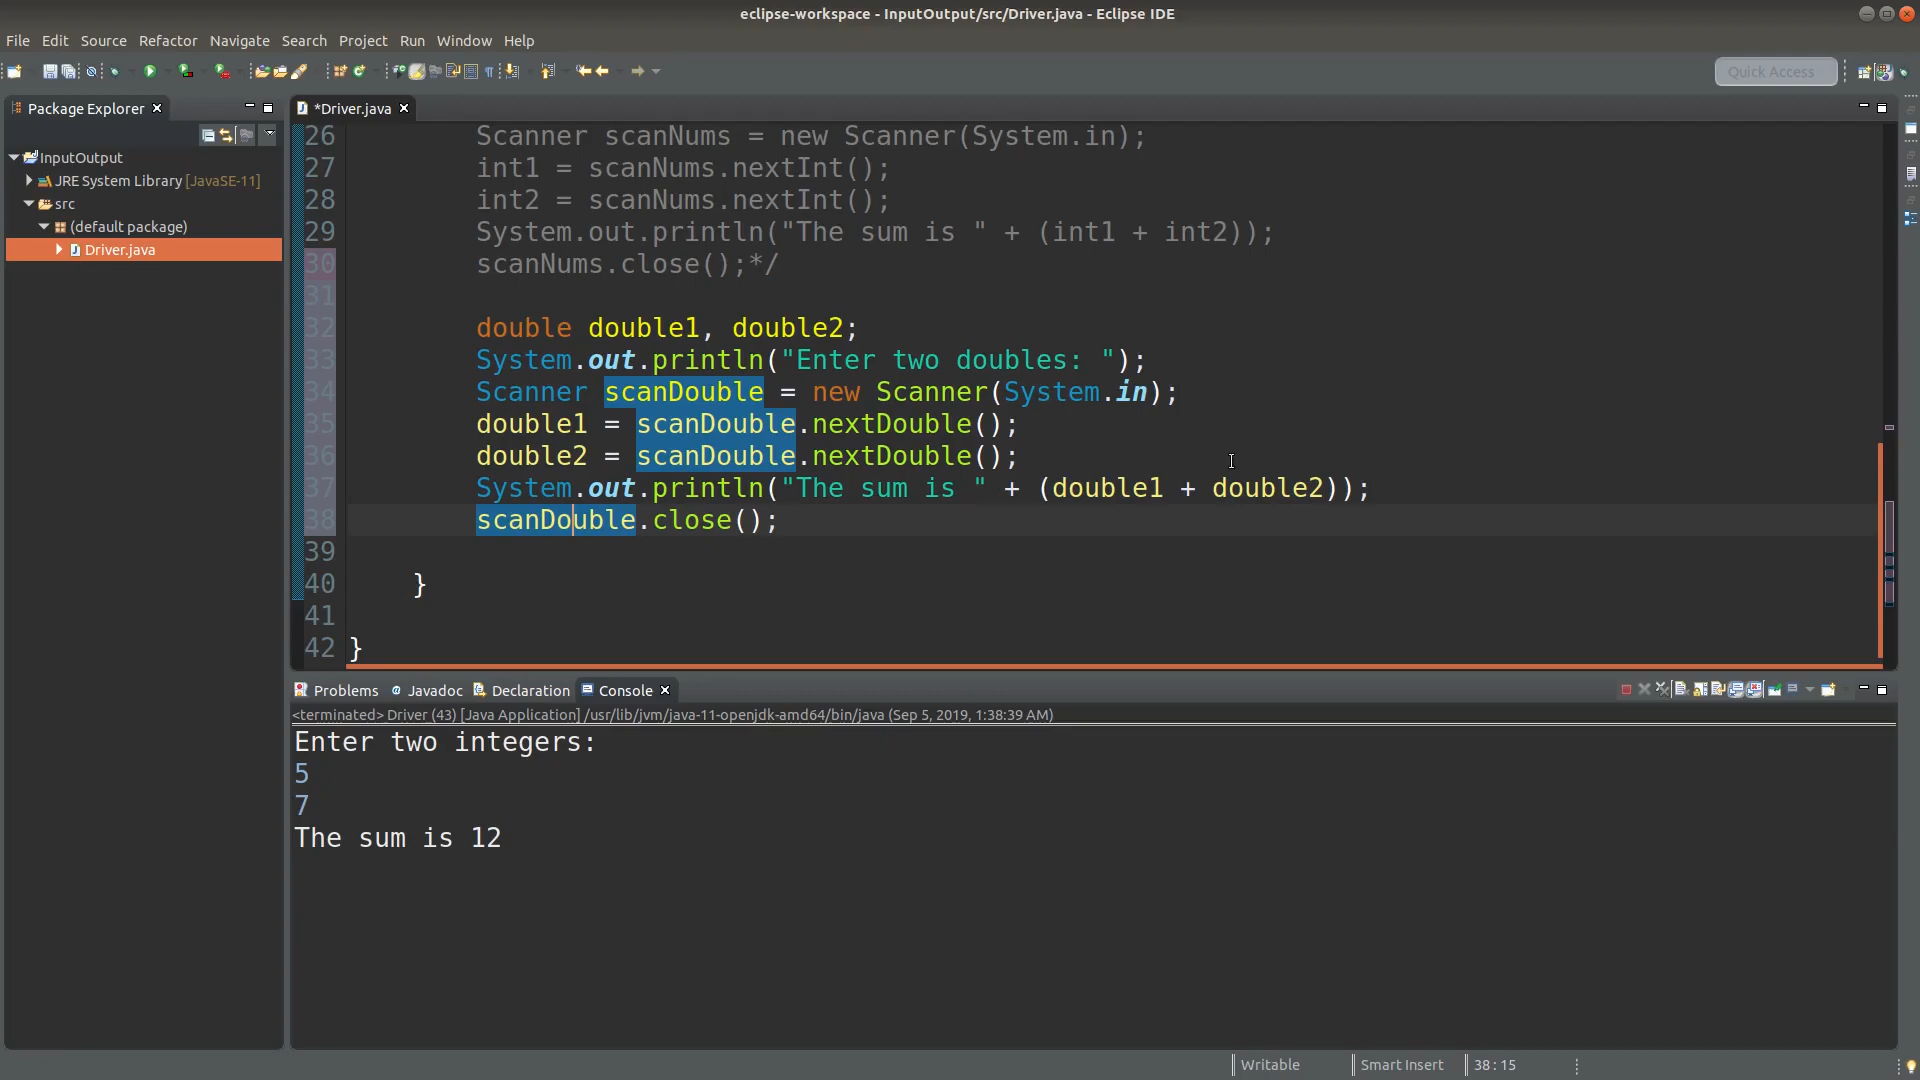 eclipse-workspace - InputOutput/src/Driver.java - Eclipse IDE
File Edit Source Refactor Navigate Search Project Run Window Help
Quick Access
Package Explorer
*Driver.java
InputOutput
JRE System Library [JavaSE-11]
src
(default package)
Driver.java
26 Scanner scanNums = new Scanner(System.in);
27 int1 = scanNums.nextInt();
28 int2 = scanNums.nextInt();
29 System.out.println("The sum is " + (int1 + int2));
30 scanNums.close();*/
31
32 double double1, double2;
33 System.out.println("Enter two doubles: ");
34 Scanner scanDouble = new Scanner(System.in);
35 double1 = scanDouble.nextDouble();
36 double2 = scanDouble.nextDouble();
37 System.out.println("The sum is " + (double1 + double2));
38 scanDouble.close();
39
40 }
41
42 }
Problems Javadoc Declaration Console
<terminated> Driver (43) [Java Application] /usr/lib/jvm/java-11-openjdk-amd64/bin/java (Sep 5, 2019, 1:38:39 AM)
Enter two integers:
5
7
The sum is 12
Writable Smart Insert 38 : 15